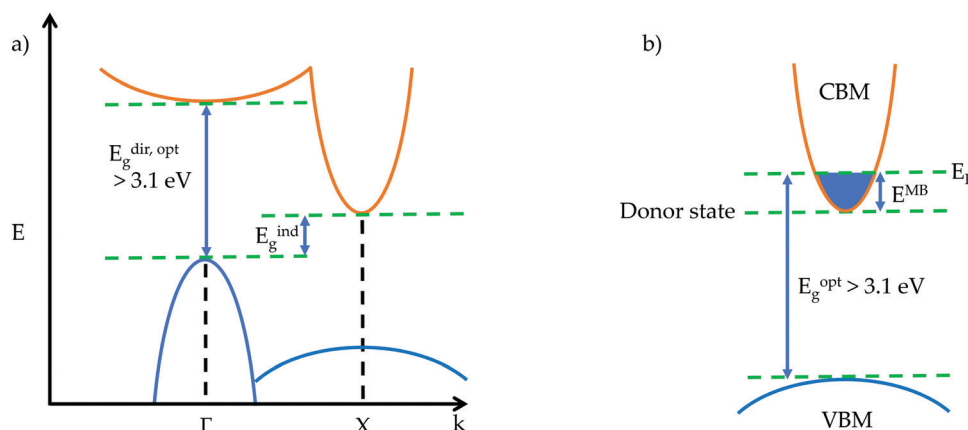 a)
E
E_g^dir, opt
> 3.1 eV
E_g^ind
Γ
X
k
b)
CBM
E^MB
Donor state
E_g^opt > 3.1 eV
VBM